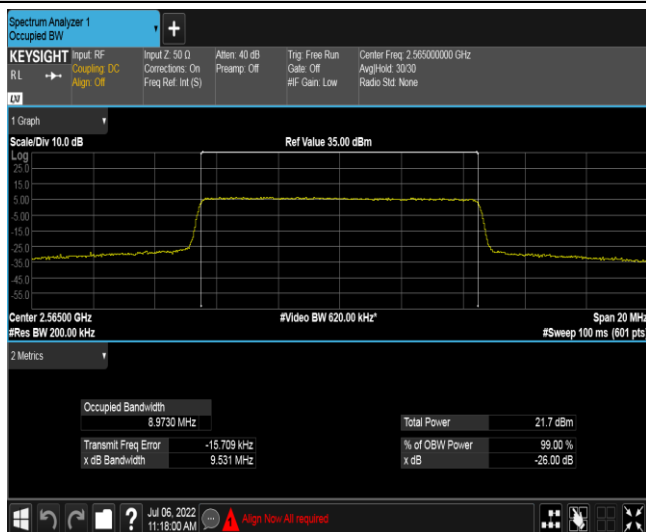 Spectrum Analyzer 1
Occupied BW
+
KEYSIGHT
RL
LXI
Input: RF
Coupling: DC
Align: Off
Input Z: 50 Ω
Corrections: On
Freq Ref: Int (S)
Atten: 40 dB
Preamp: Off
Trig: Free Run
Gate: Off
#IF Gain: Low
Center Freq: 2.565000000 GHz
Avg|Hold: 30/30
Radio Std: None
1 Graph
Scale/Div 10.0 dB
Ref Value 35.00 dBm
Log
25.0
15.0
5.00
-5.00
-15.0
-25.0
-35.0
-45.0
-55.0
Center 2.56500 GHz
#Video BW 620.00 kHz*
Span 20 MHz
#Res BW 200.00 kHz
#Sweep 100 ms (601 pts)
2 Metrics
Occupied Bandwidth
8.9730 MHz
Total Power 21.7 dBm
Transmit Freq Error -15.709 kHz
% of OBW Power 99.00 %
x dB Bandwidth 9.531 MHz
x dB -26.00 dB
?
Jul 06, 2022
11:18:00 AM
Align Now All required